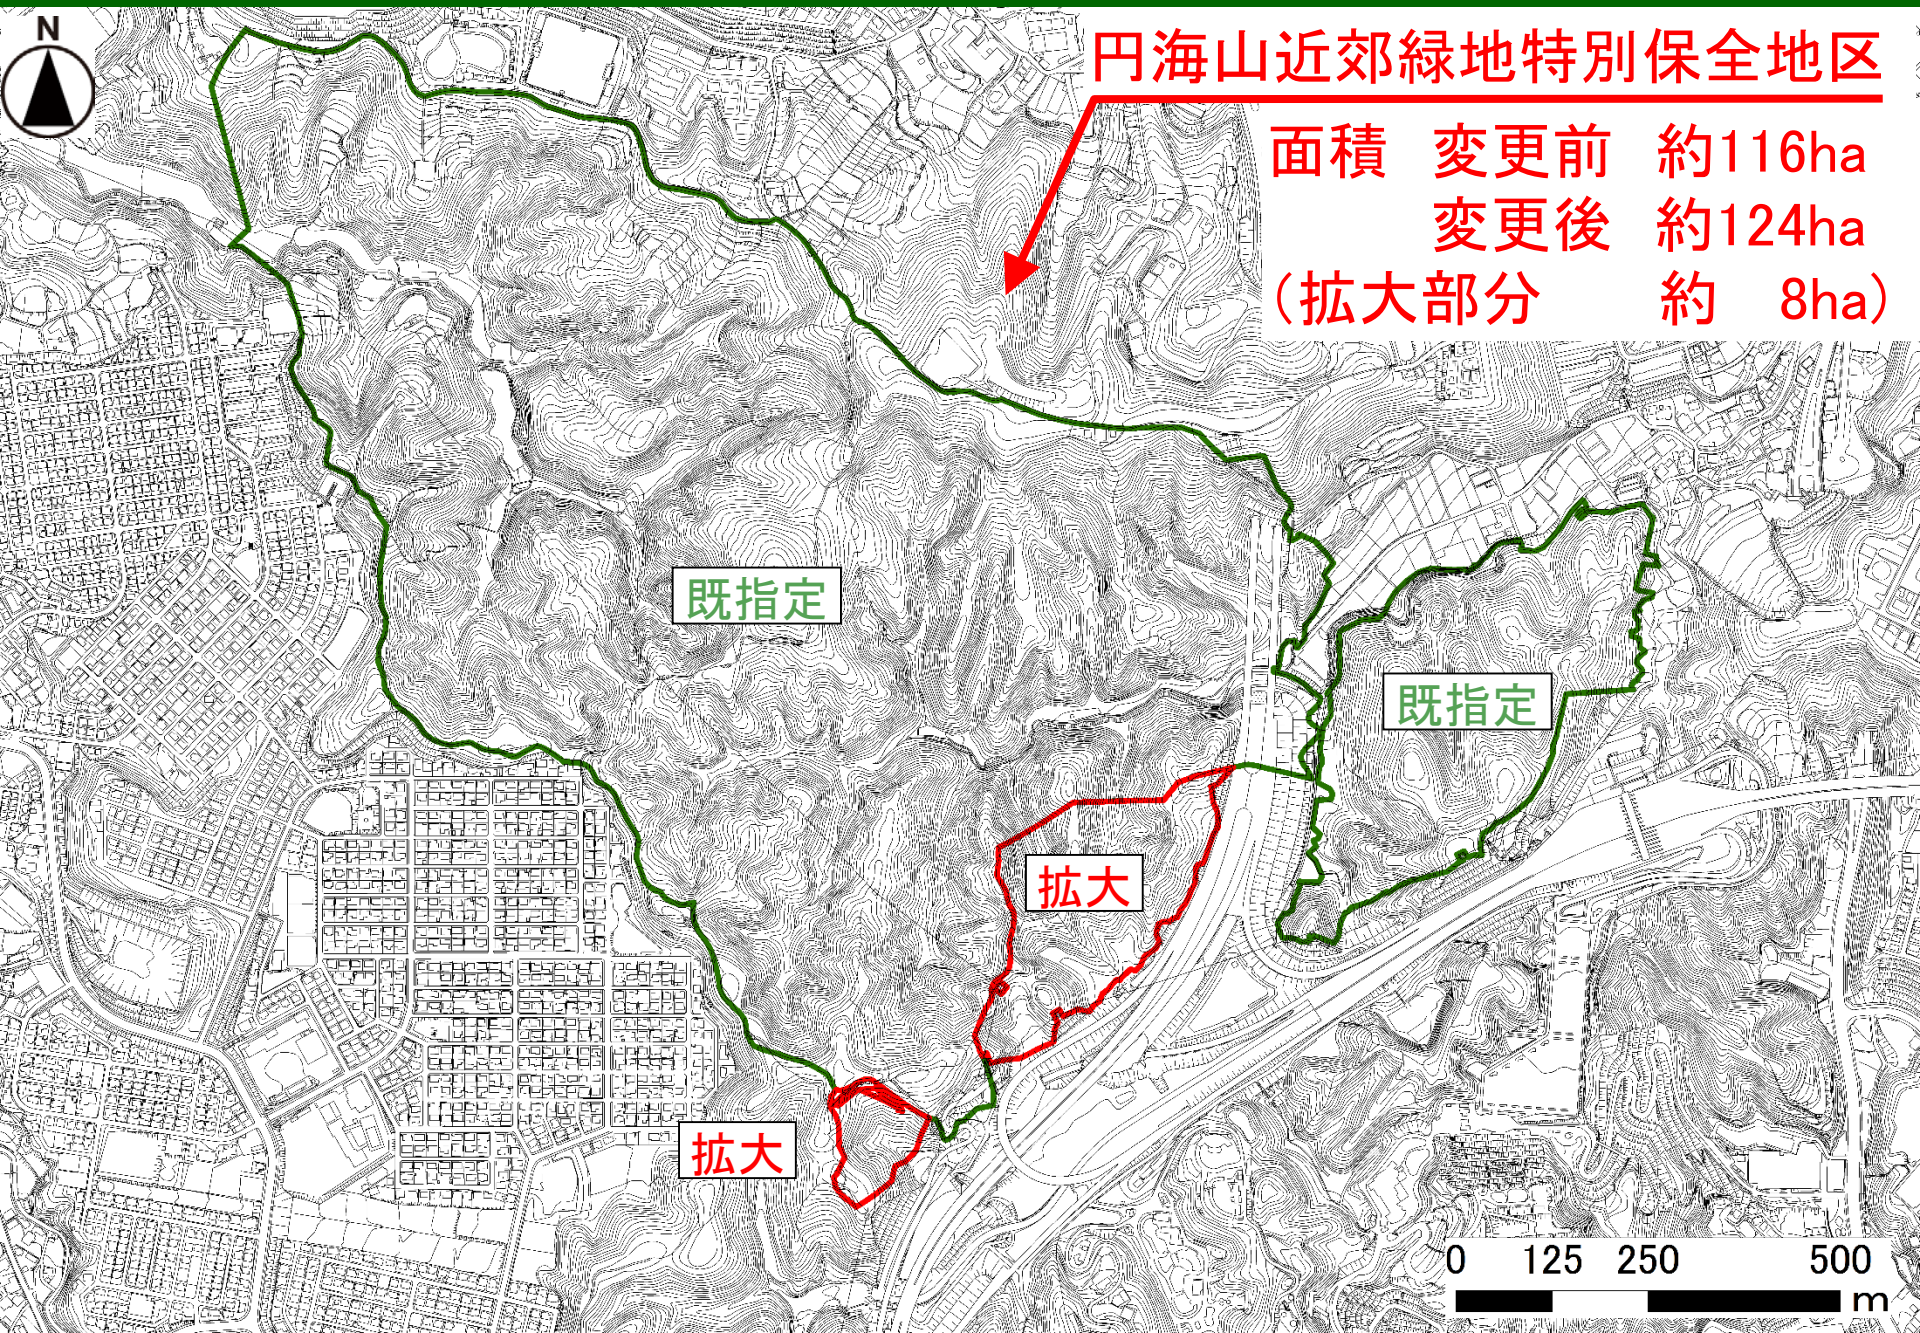 N
円海山近郊緑地特別保全地区
面積 変更前 約116ha
変更後 約124ha
(拡大部分 約 8ha)
既指定
既指定
拡大
拡大
0 125 250 500
m